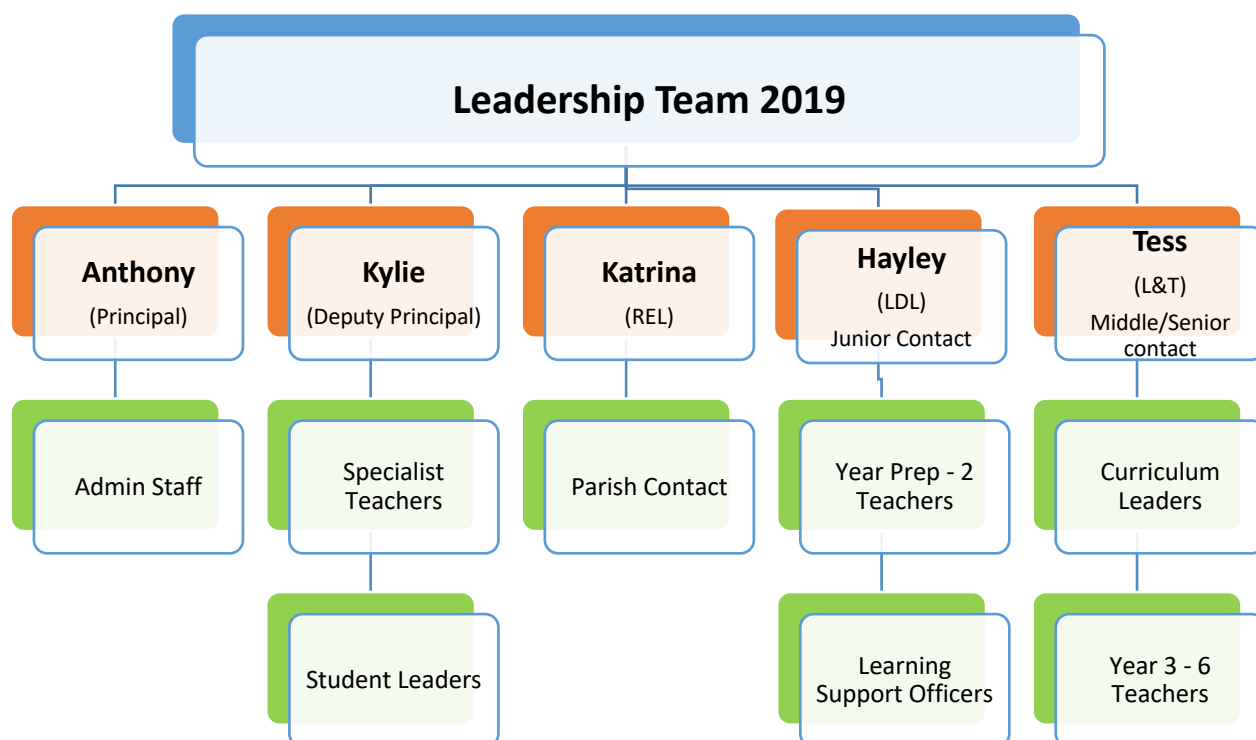 Leadership Team 2019
Anthony
(Principal)
Kylie
(Deputy Principal)
Katrina
(REL)
Hayley
(LDL)
Junior Contact
Tess
(L&T)
Middle/Senior
contact
Admin Staff
Specialist
Teachers
Parish Contact
Year Prep - 2
Teachers
Curriculum
Leaders
Student Leaders
Learning
Support Officers
Year 3 - 6
Teachers